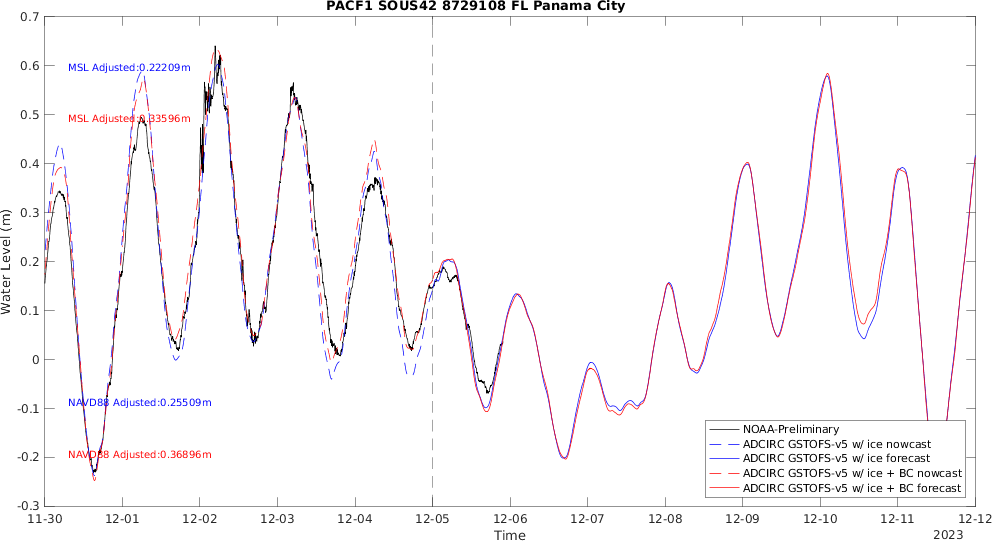 PACF1 SOUS42 8729108 FL Panama City
0.7
0.6
0.5
0.4
0.3
0.2
0.1
0
-0.1
-0.2
-0.3
Water Level (m)
MSL Adjusted:0.22209m
MSL Adjusted:0.33596m
NAVD88 Adjusted:0.25509m
NAVD88 Adjusted:0.36896m
NOAA-Preliminary
ADCIRC GSTOFS-v5 w/ ice nowcast
ADCIRC GSTOFS-v5 w/ ice forecast
ADCIRC GSTOFS-v5 w/ ice + BC nowcast
ADCIRC GSTOFS-v5 w/ ice + BC forecast
11-30 12-01 12-02 12-03 12-04 12-05 12-06 12-07 12-08 12-09 12-10 12-11 12-12
Time
2023